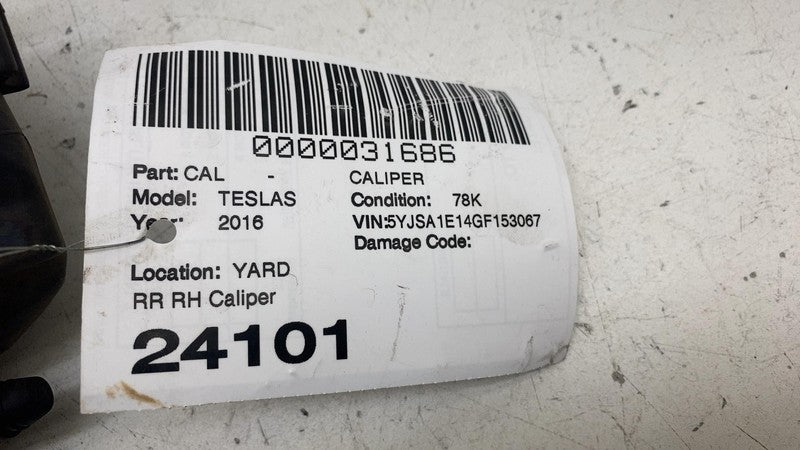 0000031686
Part: CAL - CALIPER
Model: TESLAS Condition: 78K
Year: 2016 VIN:5YJSA1E14GF153067
Damage Code:
Location: YARD
RR RH Caliper
24101